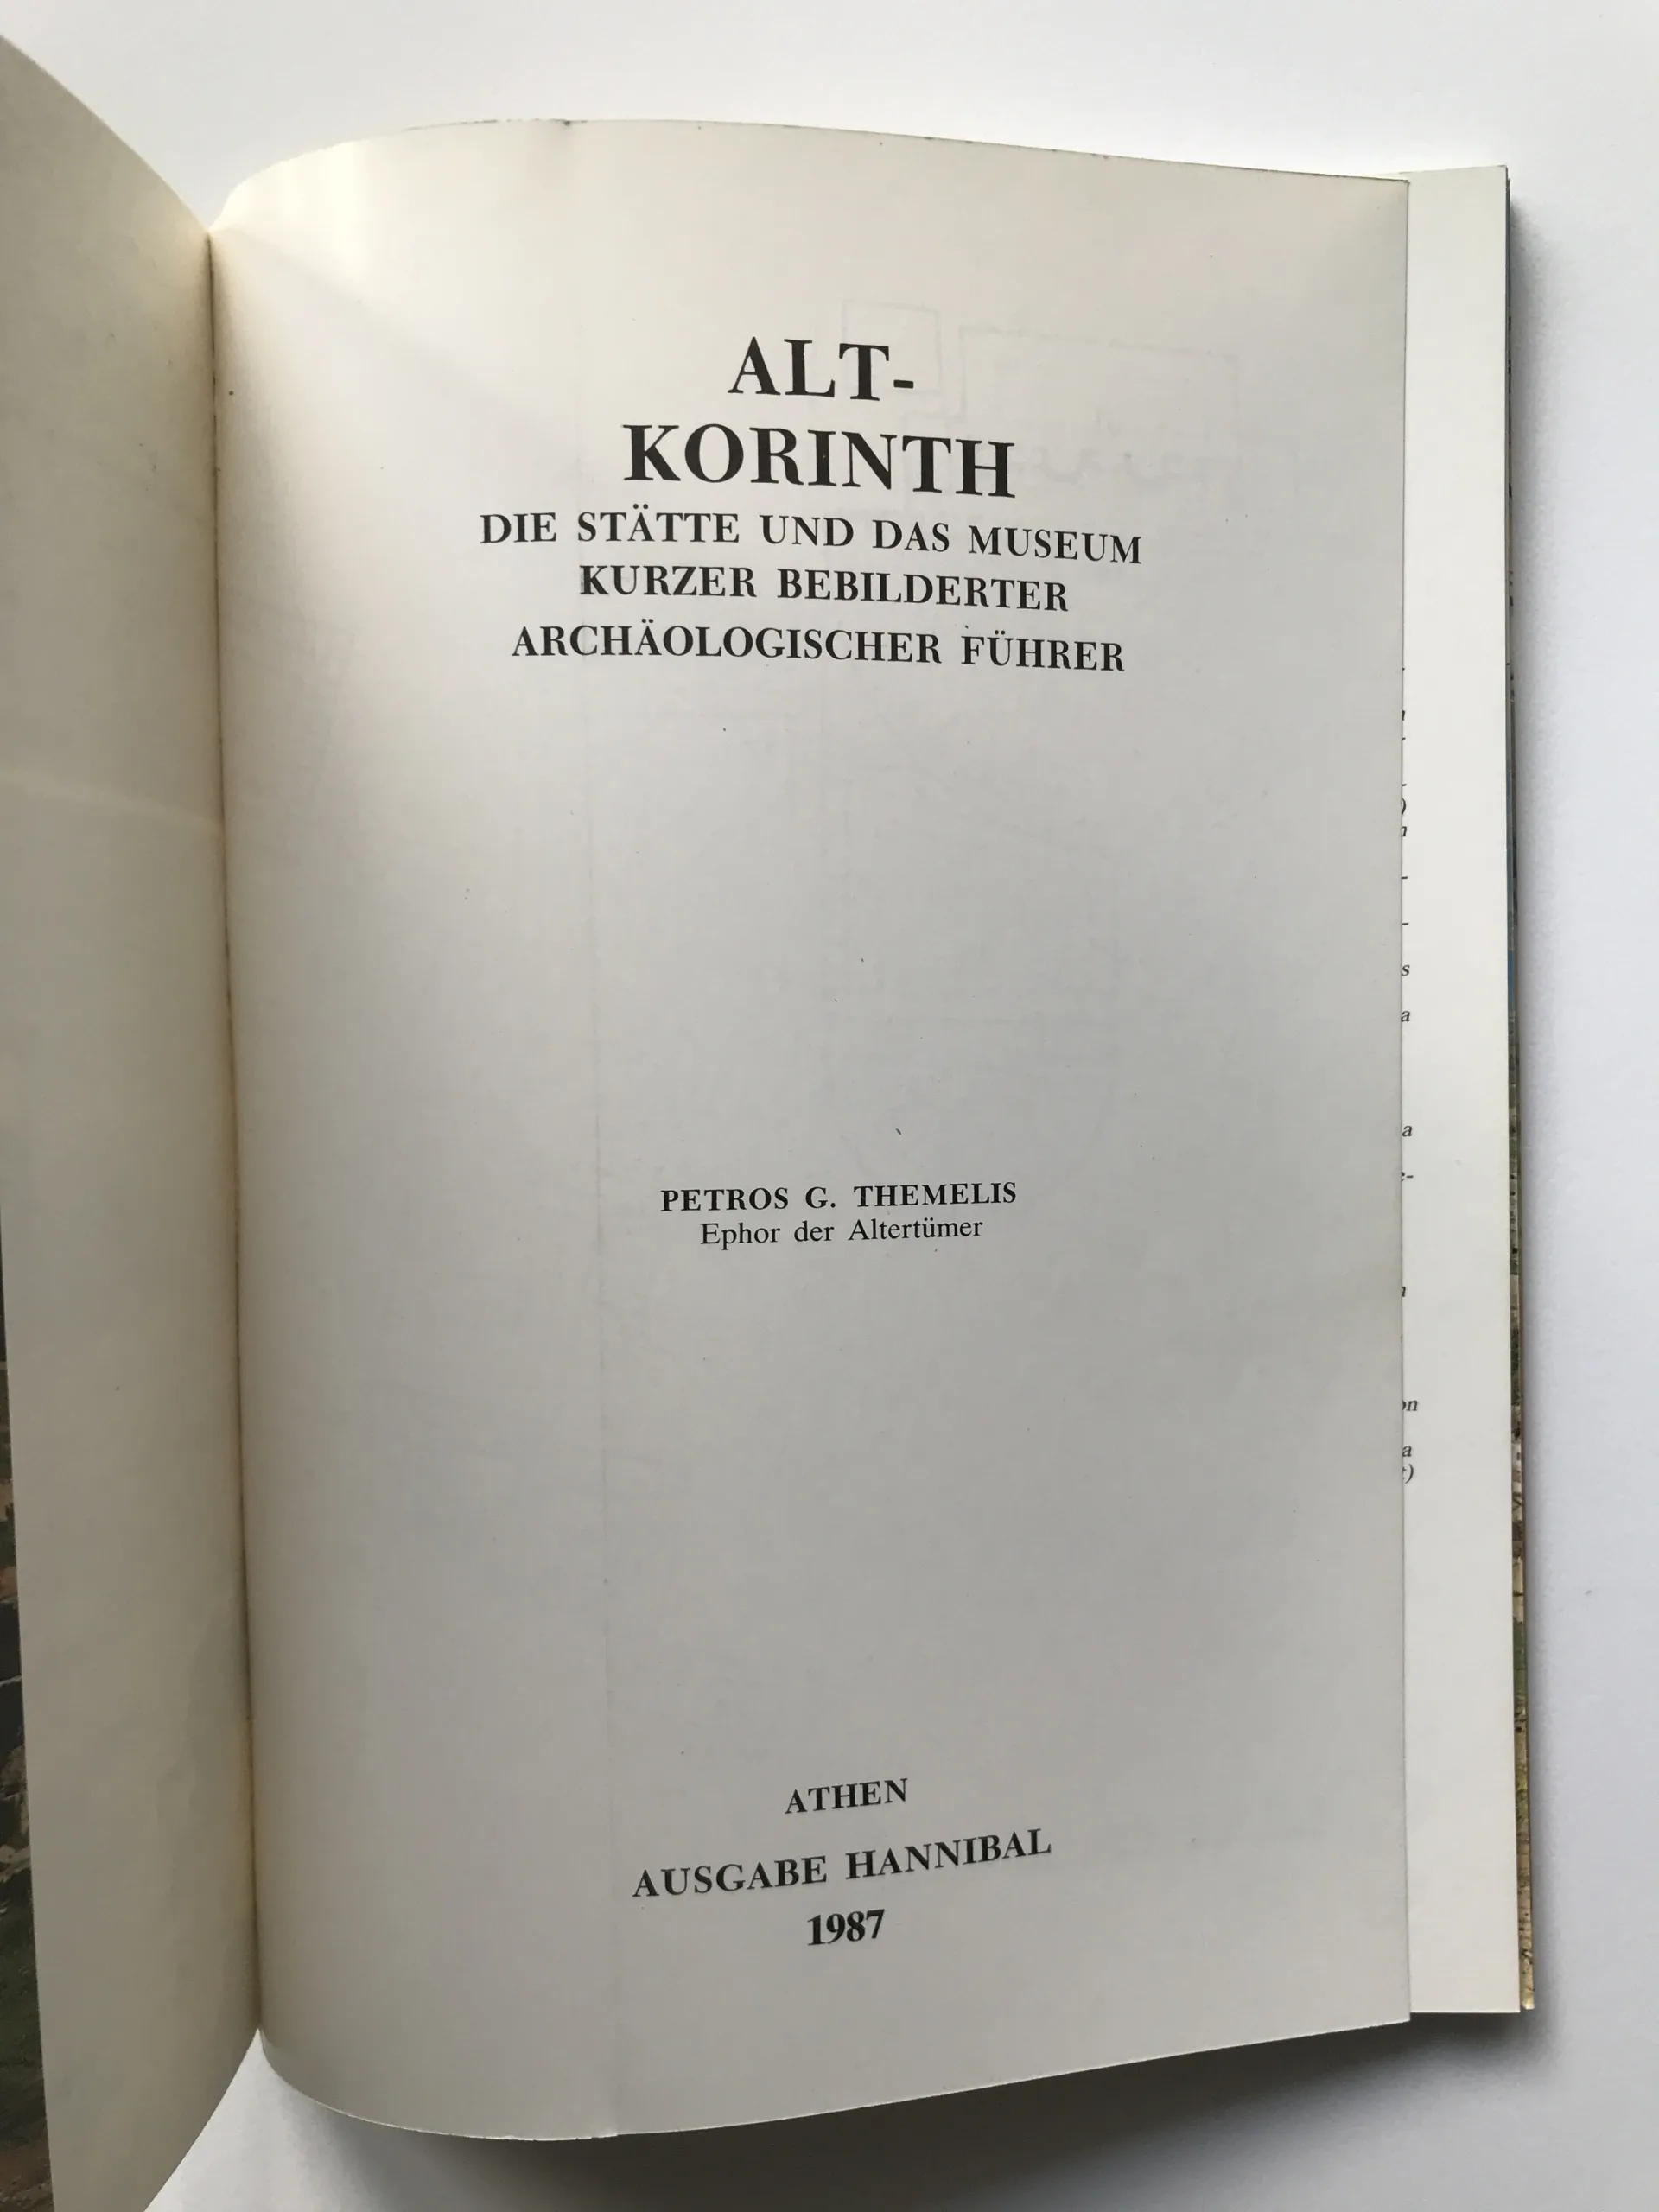 ALT-
KORINTH
DIE STÄTTE UND DAS MUSEUM
KURZER BEBILDERTER
ARCHÄOLOGISCHER FÜHRER
PETROS G. THEMELIS
Ephor der Altertümer
ATHEN
AUSGABE HANNIBAL
1987